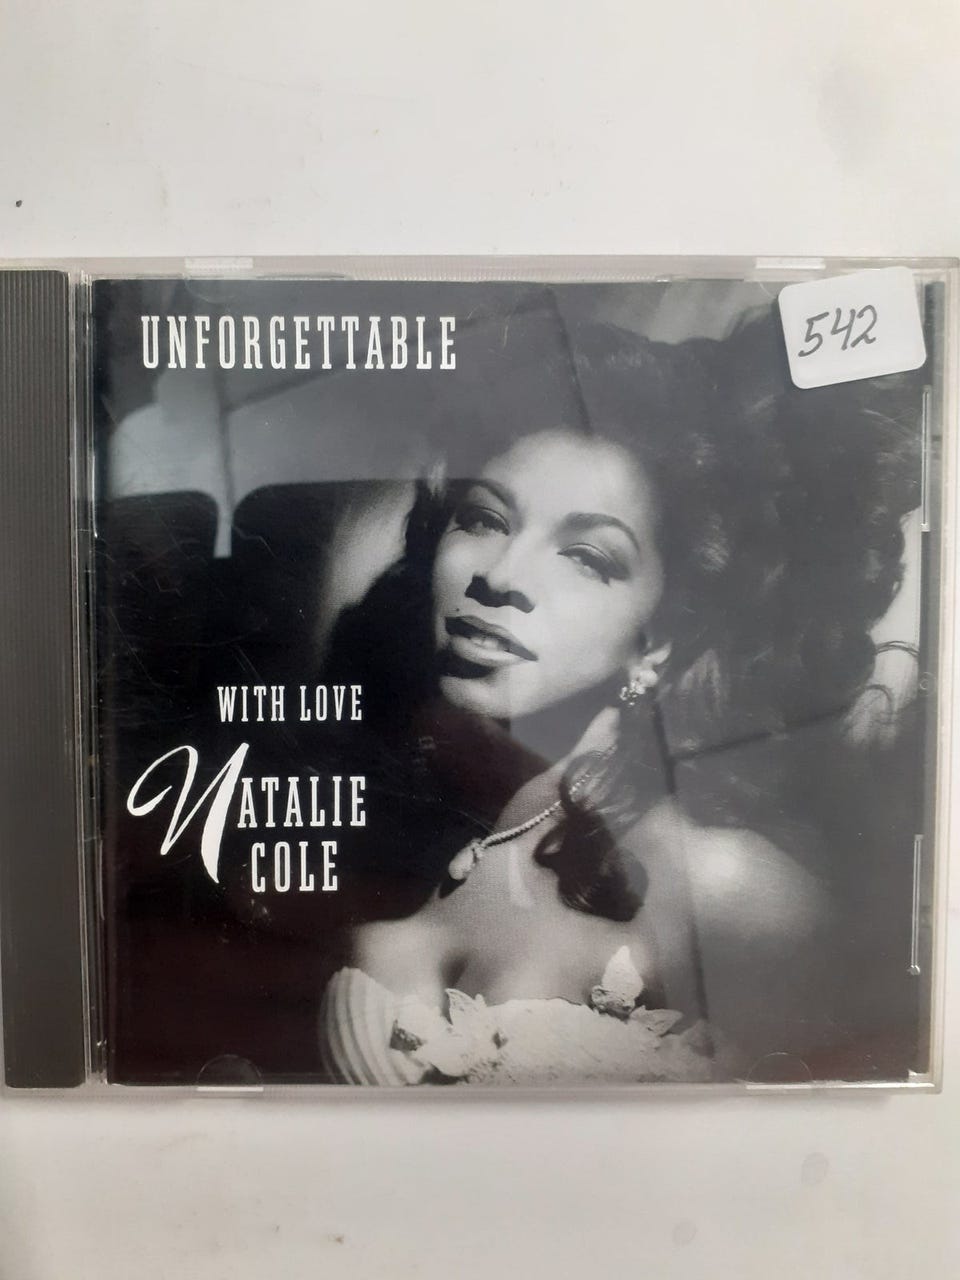 UNFORGETTABLE
542
WITH LOVE
NATALIE
COLE